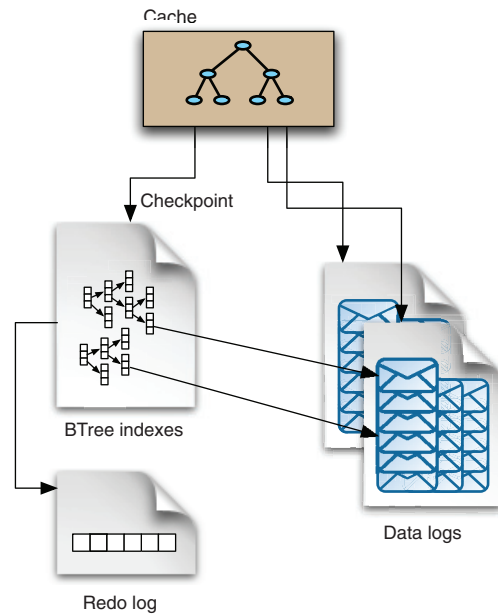 Cache
Checkpoint
BTree indexes
Data logs
Redo log